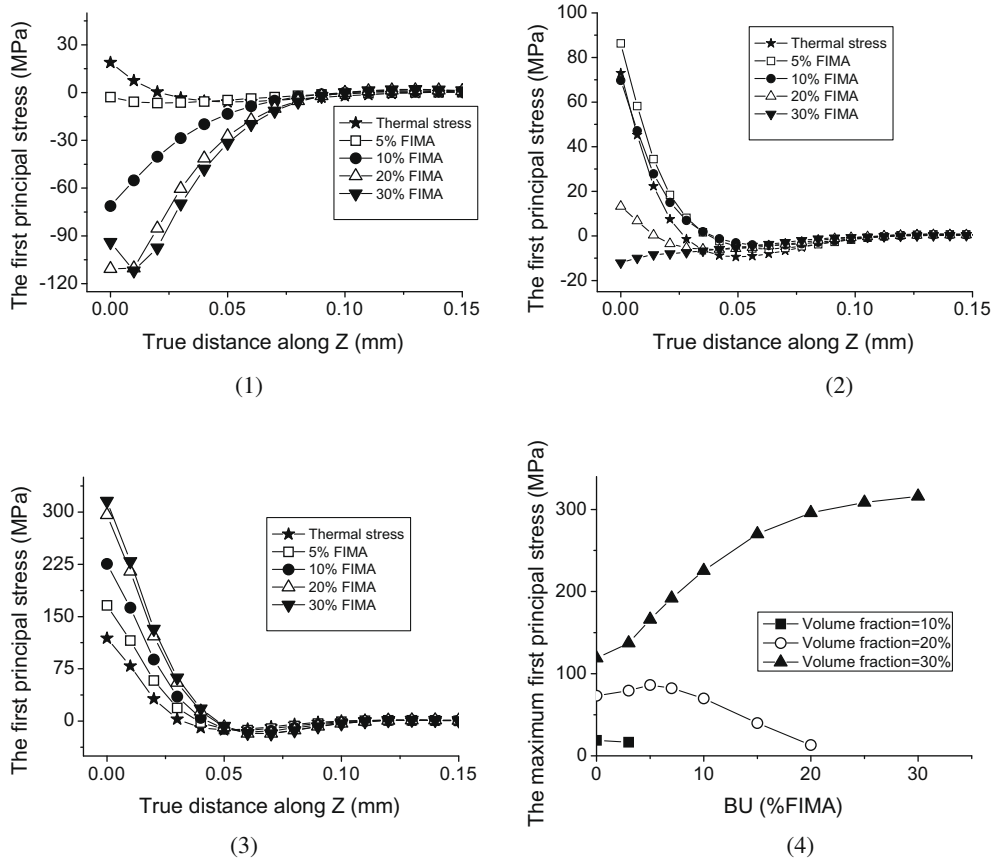 The first principal stress (MPa)
30
0
-30
-60
-90
-120
Thermal stress
5% FIMA
10% FIMA
20% FIMA
30% FIMA
0.00
0.05
0.10
0.15
True distance along Z (mm)
(1)
The first principal stress (MPa)
100
80
60
40
20
0
-20
Thermal stress
5% FIMA
10% FIMA
20% FIMA
30% FIMA
0.00
0.05
0.10
0.15
True distance along Z (mm)
(2)
The first principal stress (MPa)
300
225
150
75
0
Thermal stress
5% FIMA
10% FIMA
20% FIMA
30% FIMA
0.00
0.05
0.10
0.15
True distance along Z (mm)
(3)
The maximum first principal stress (MPa)
400
300
200
100
0
Volume fraction=10%
Volume fraction=20%
Volume fraction=30%
0
10
20
30
BU (%FIMA)
(4)